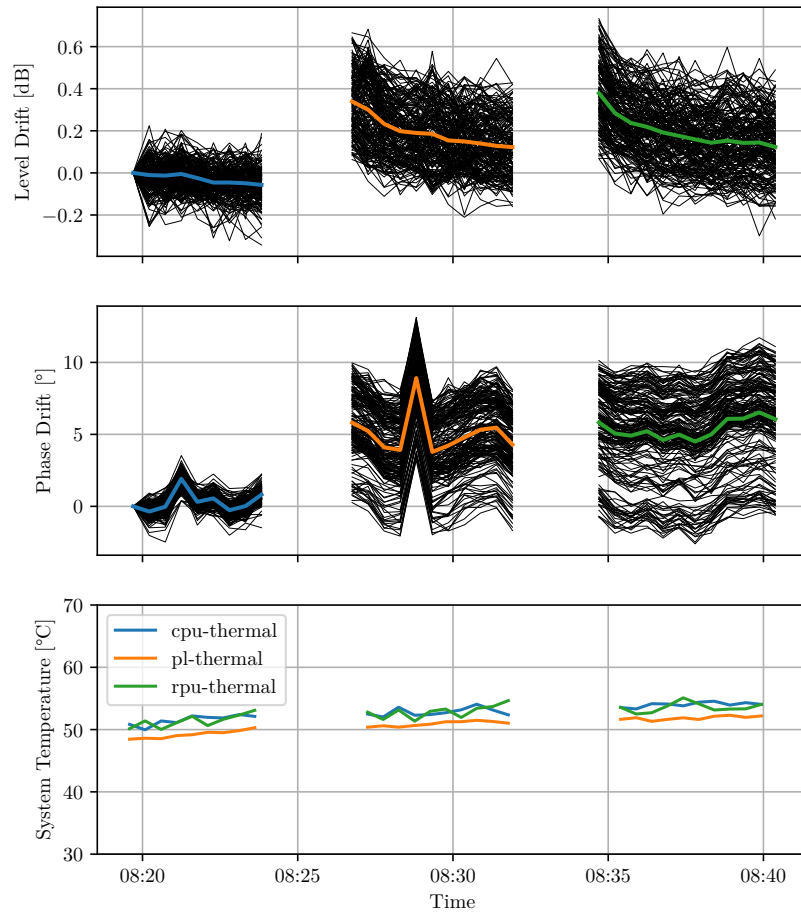 Level Drift [dB]
0.6
0.4
0.2
0.0
−0.2
Phase Drift [°]
10
5
0
System Temperature [°C]
70
60
50
40
30
cpu-thermal
pl-thermal
rpu-thermal
08:20 08:25 08:30 08:35 08:40
Time